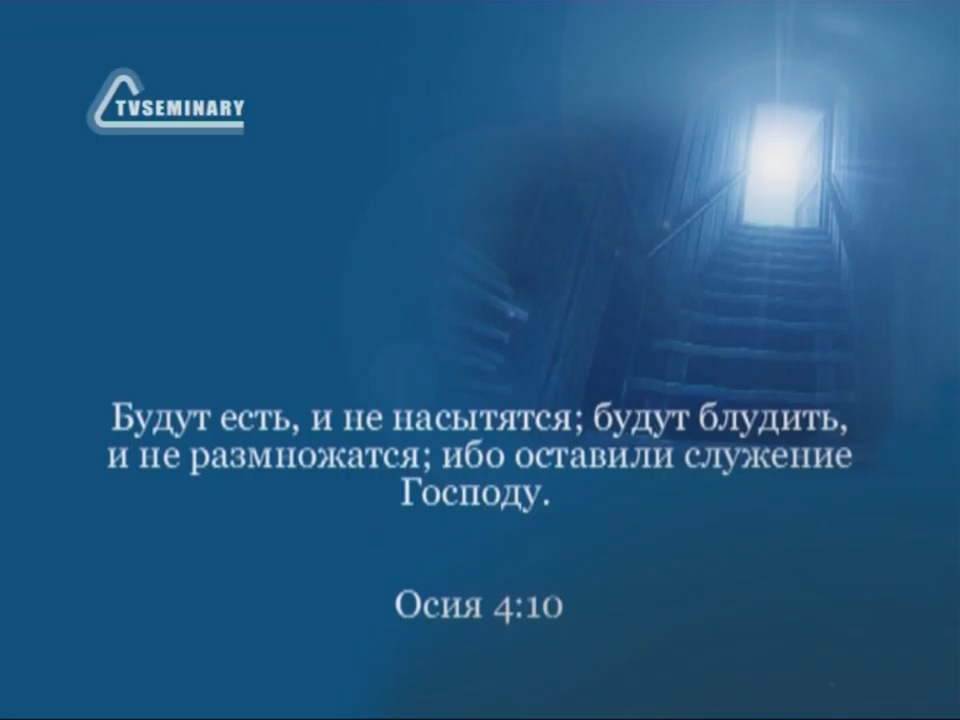 TVSEMINARY
Будут есть, и не насытятся; будут блудить,
и не размножатся; ибо оставили служение
Господу.
Осия 4:10